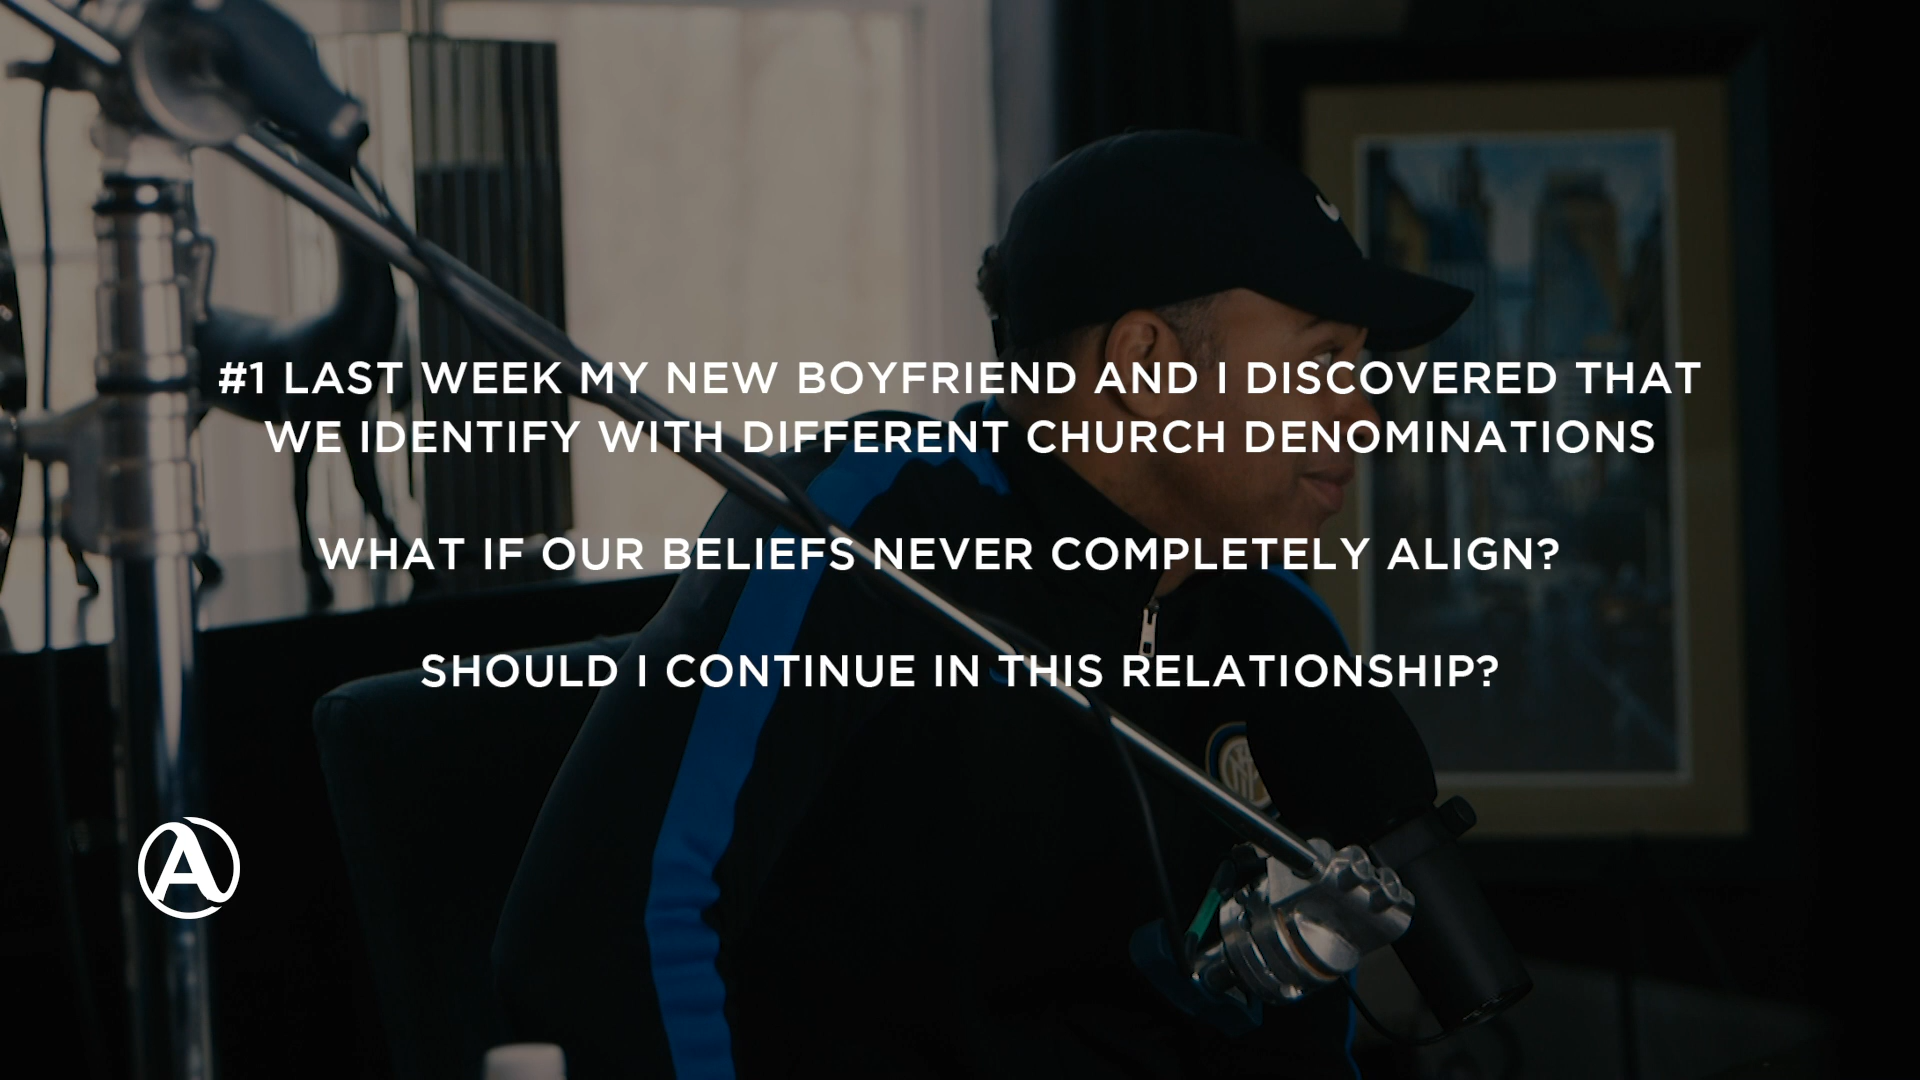 #1 LAST WEEK MY NEW BOYFRIEND AND I DISCOVERED THAT
WE IDENTIFY WITH DIFFERENT CHURCH DENOMINATIONS
WHAT IF OUR BELIEFS NEVER COMPLETELY ALIGN?
SHOULD I CONTINUE IN THIS RELATIONSHIP?
A